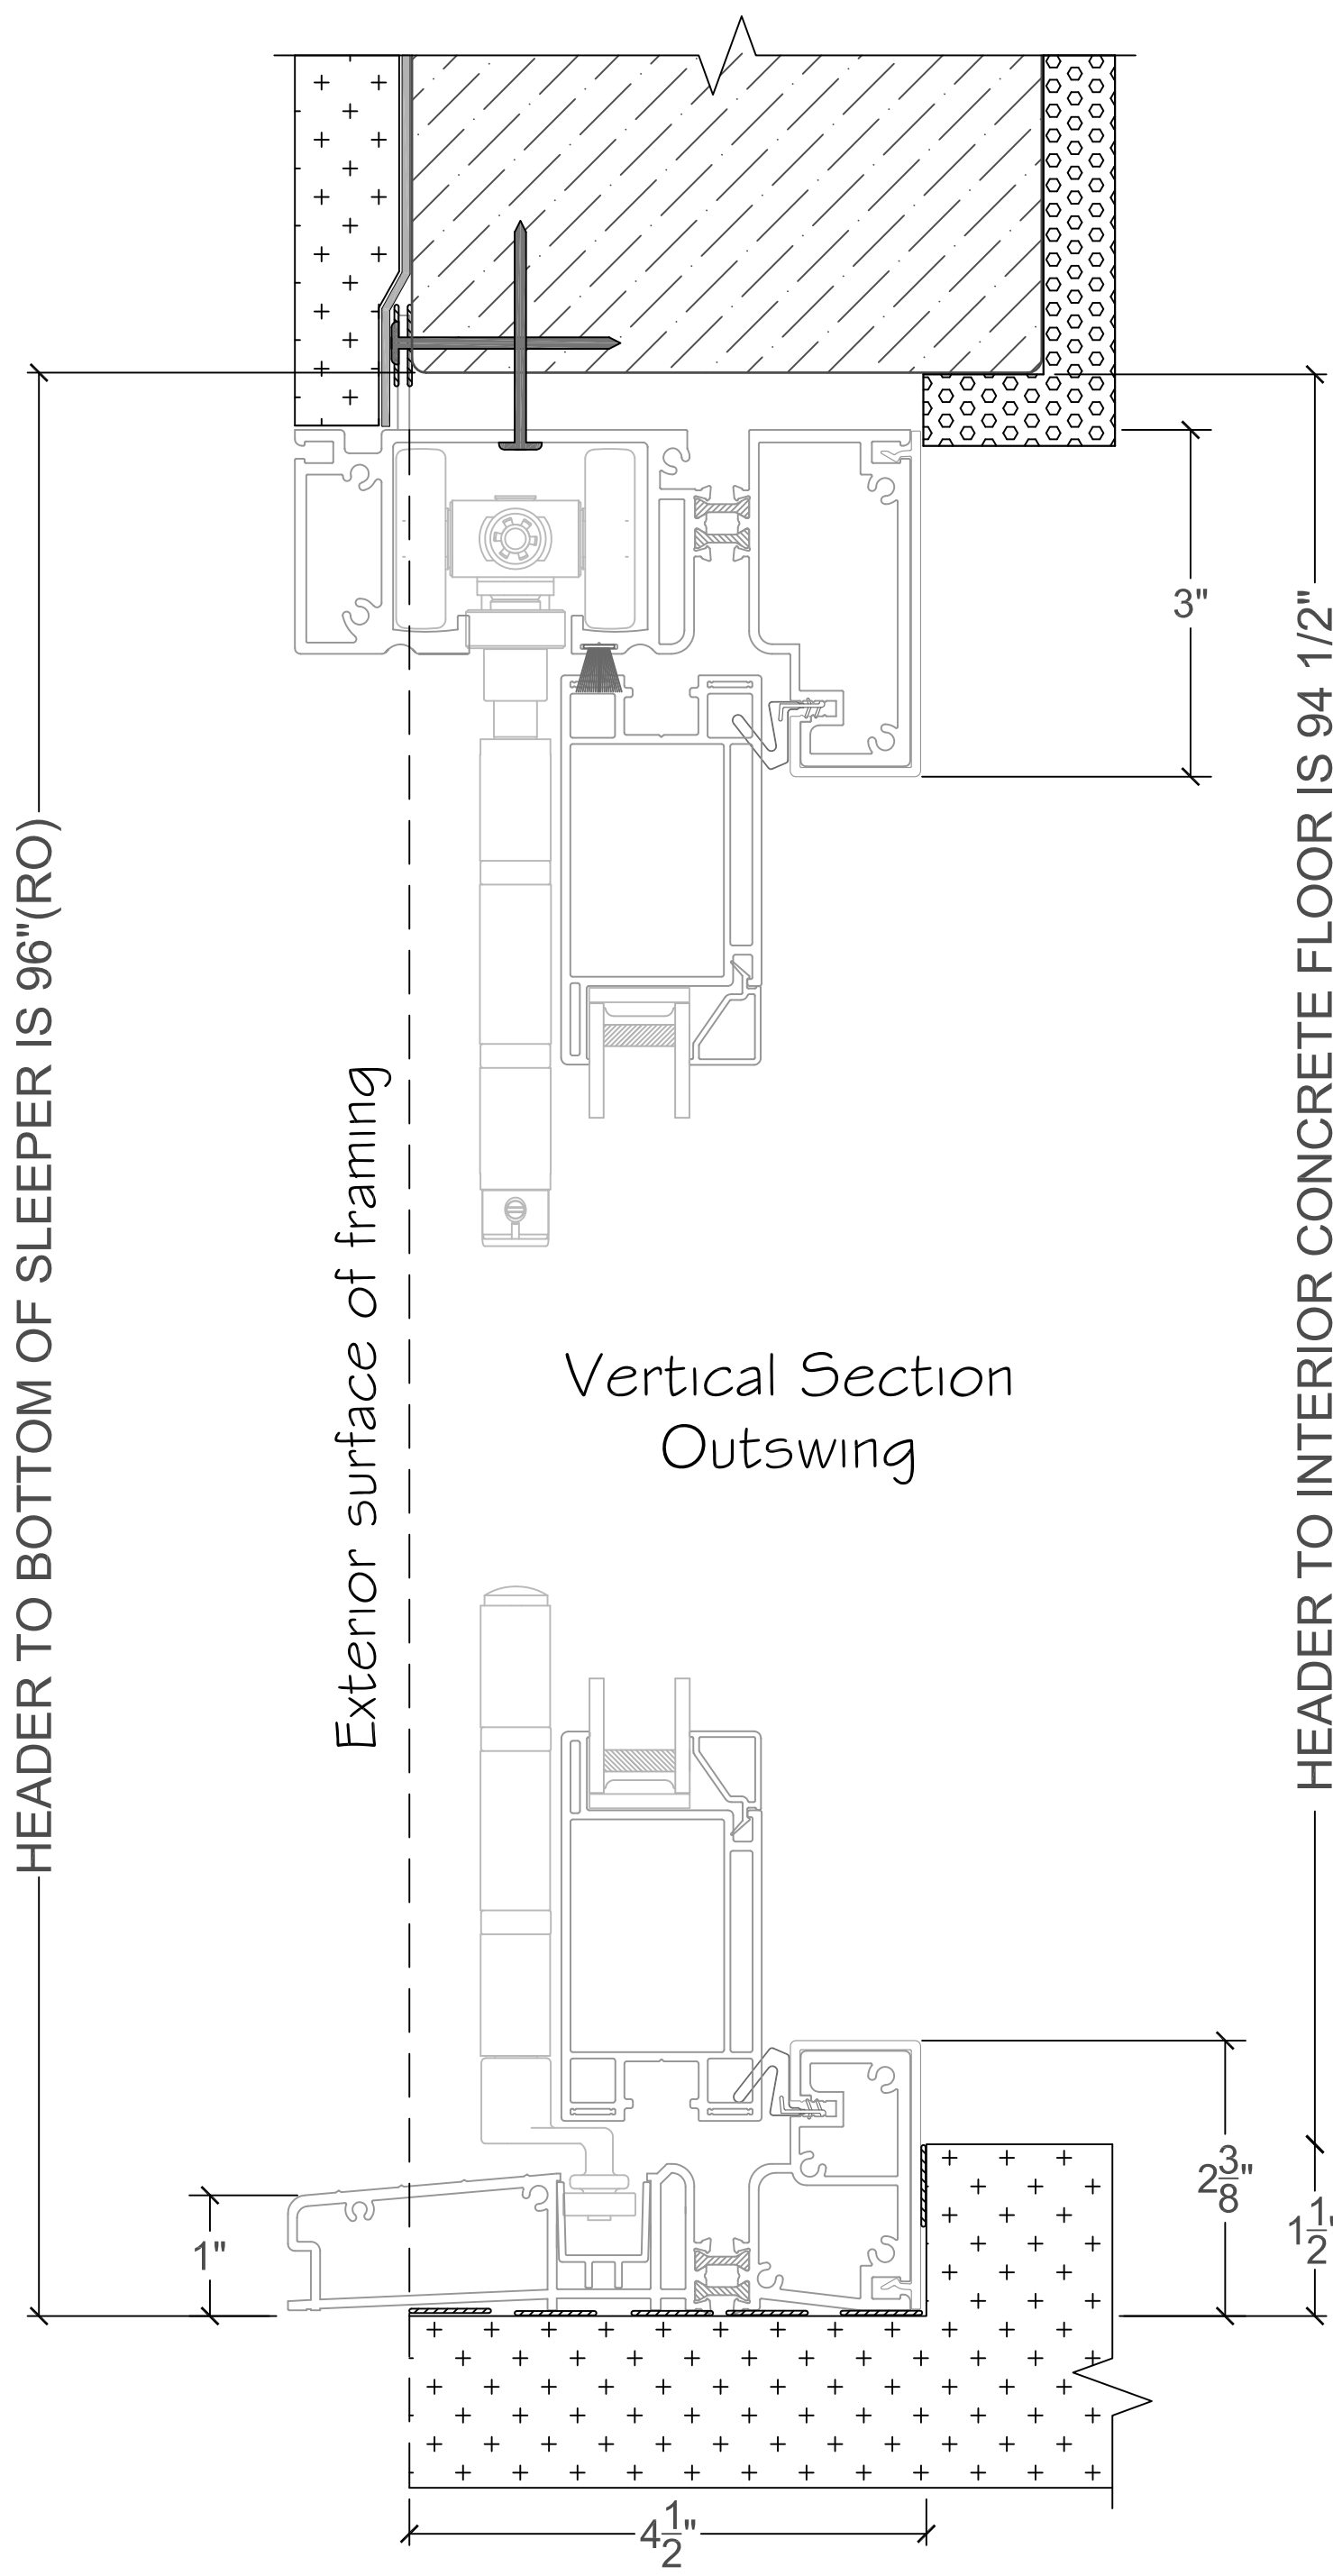 3"
HEADER TO BOTTOM OF SLEEPER IS 96"(RO)
HEADER TO INTERIOR CONCRETE FLOOR IS 94 1/2"
Exterior surface of framing
Vertical Section
Outswing
2 3/8"
1 1/2"
1"
4 1/2"